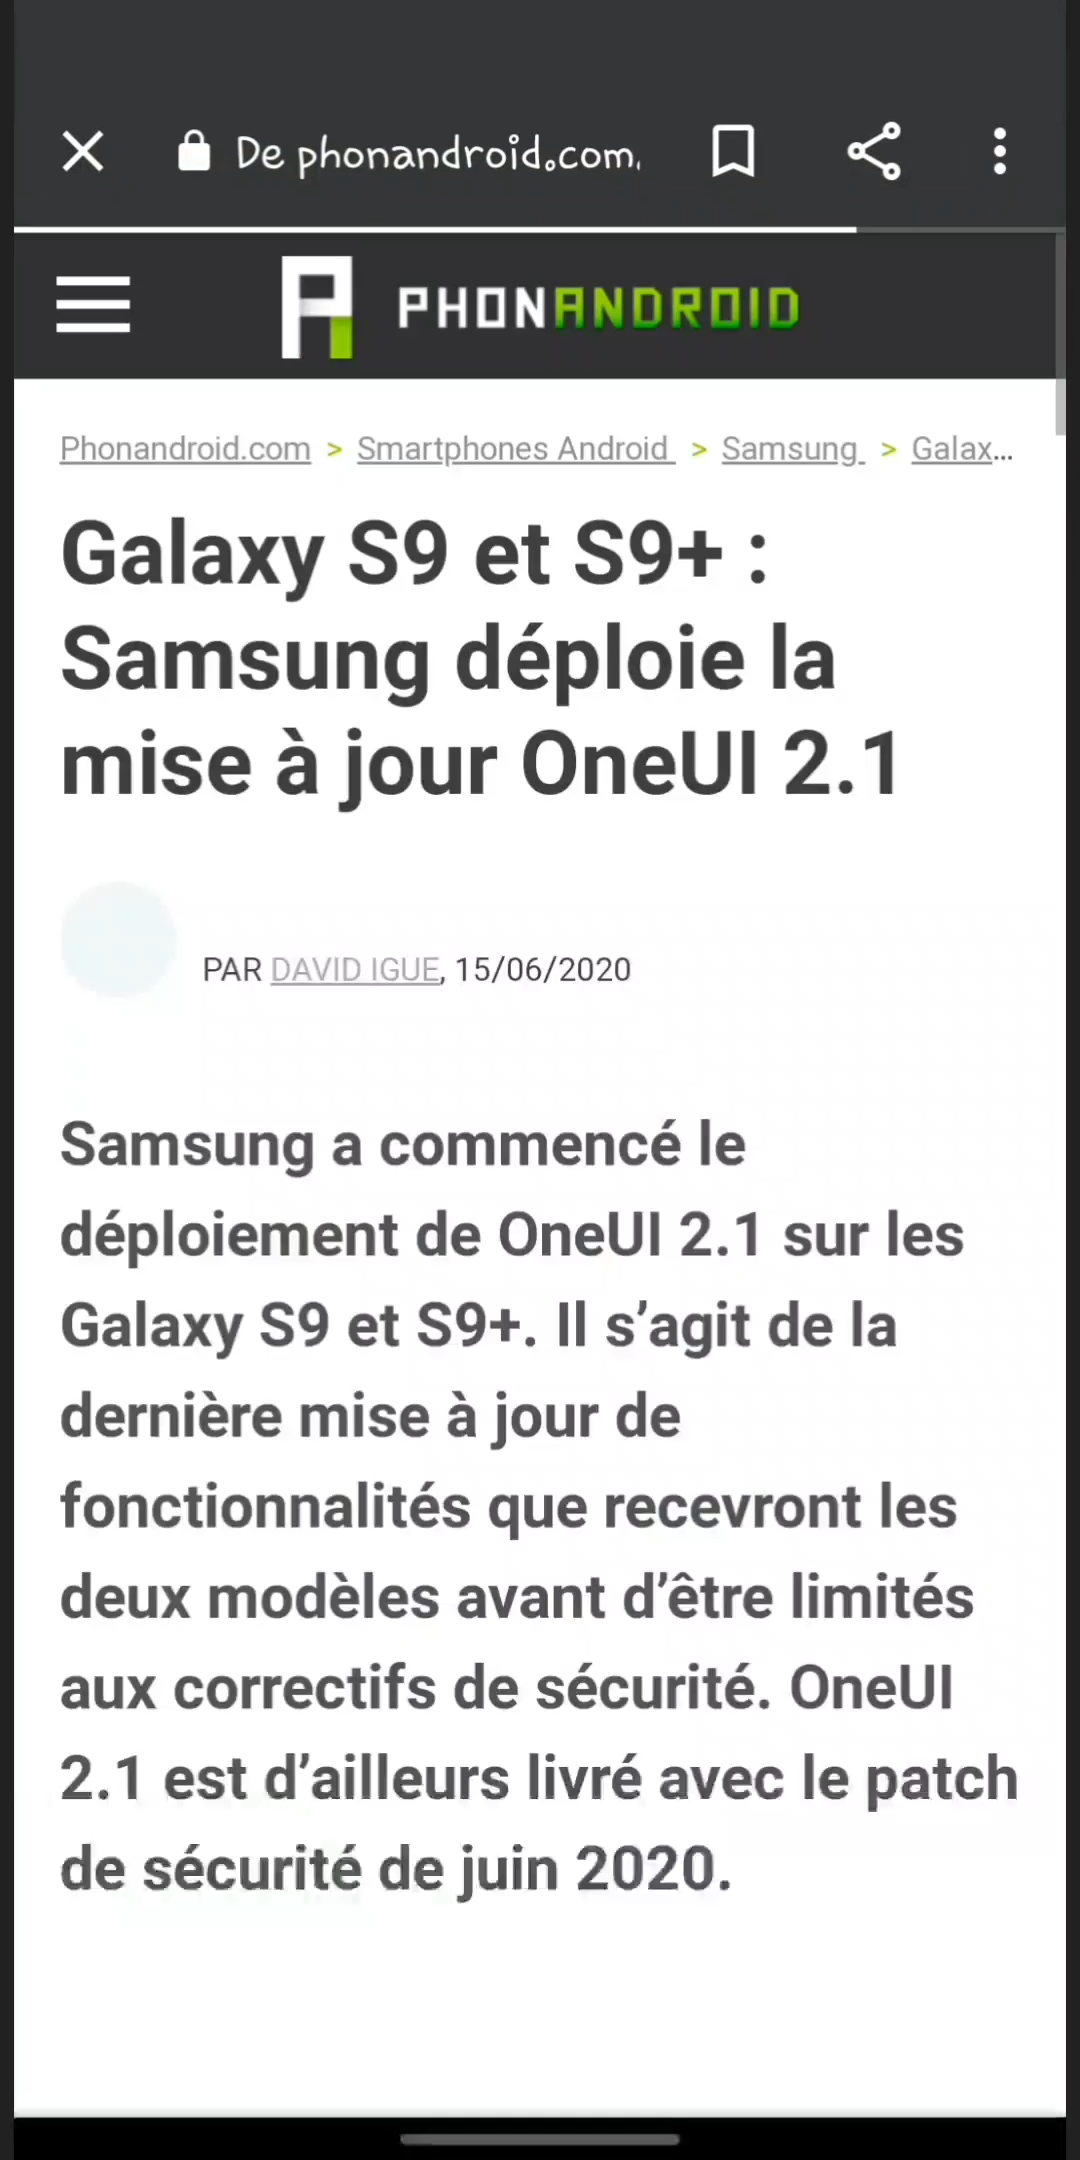 De phonandroid.com
PHONANDROID
Phonandroid.com > Smartphones Android > Samsung > Galax...
Galaxy S9 et S9+ :
Samsung déploie la
mise à jour OneUI 2.1
PAR DAVID IGUE, 15/06/2020
Samsung a commencé le
déploiement de OneUI 2.1 sur les
Galaxy S9 et S9+. Il s’agit de la
dernière mise à jour de
fonctionnalités que recevront les
deux modèles avant d’être limités
aux correctifs de sécurité. OneUI
2.1 est d’ailleurs livré avec le patch
de sécurité de juin 2020.